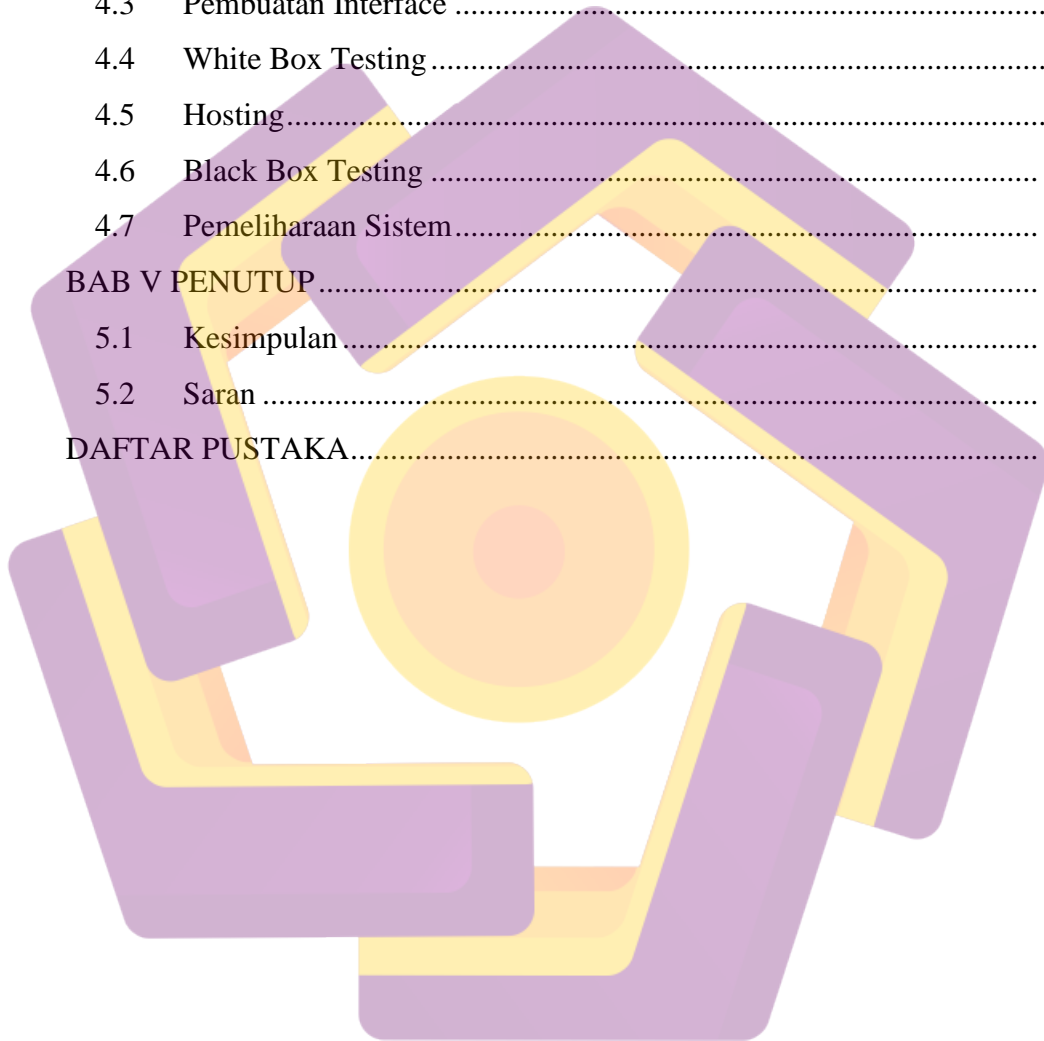 4.3 Pembuatan Interface ..........................................................................
4.4 White Box Testing .............................................................................
4.5 Hosting...............................................................................................
4.6 Black Box Testing .............................................................................
4.7 Pemeliharaan Sistem..........................................................................
BAB V PENUTUP ...........................................................................................
5.1 Kesimpulan ........................................................................................
5.2 Saran ..................................................................................................
DAFTAR PUSTAKA.......................................................................................